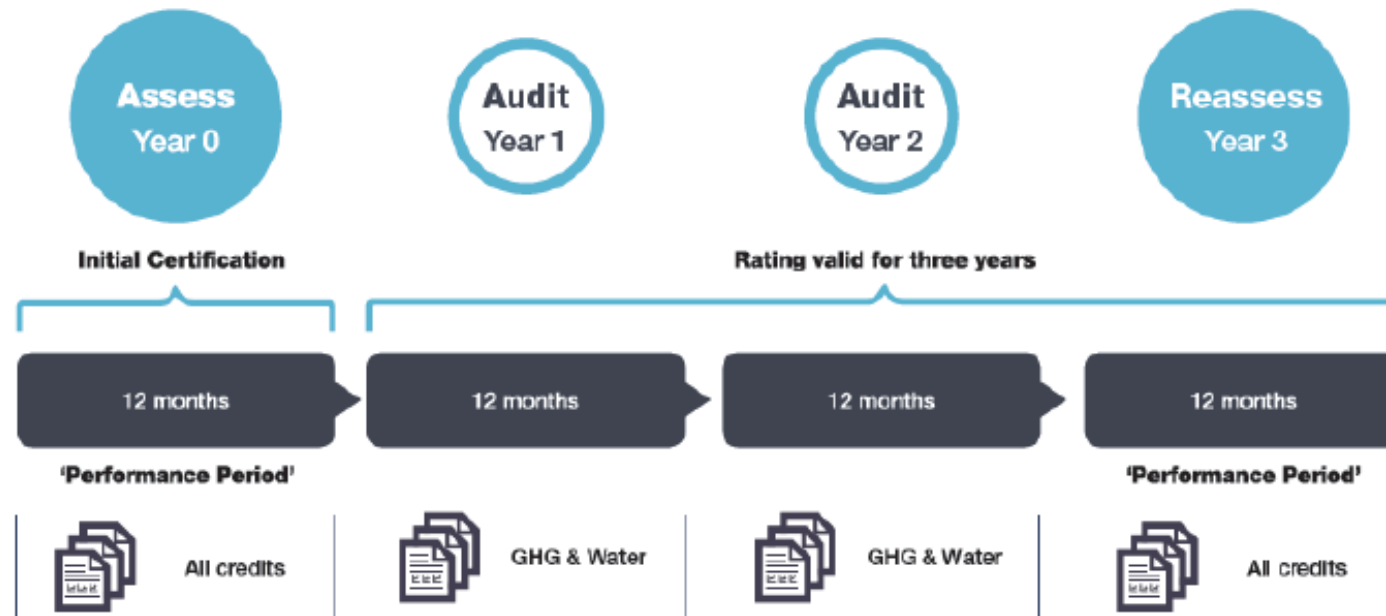 Assess
Year 0
Audit
Year 1
Audit
Year 2
Reassess
Year 3
Initial Certification
Rating valid for three years
12 months
12 months
12 months
12 months
'Performance Period'
'Performance Period'
All credits
GHG & Water
GHG & Water
All credits